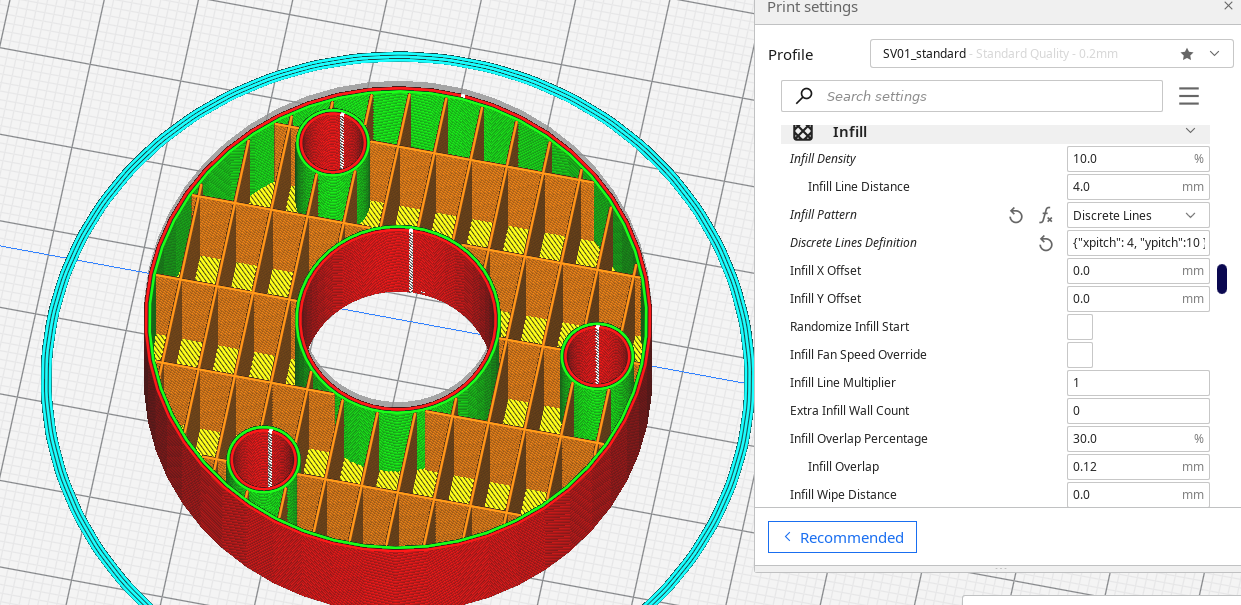 Print settings
Profile
SV01_standard - Standard Quality - 0.2mm
Search settings
Infill
Infill Density 10.0 %
Infill Line Distance 4.0 mm
Infill Pattern Discrete Lines
Discrete Lines Definition {"xpitch": 4, "ypitch":10 }
Infill X Offset 0.0 mm
Infill Y Offset 0.0 mm
Randomize Infill Start
Infill Fan Speed Override
Infill Line Multiplier 1
Extra Infill Wall Count 0
Infill Overlap Percentage 30.0 %
Infill Overlap 0.12 mm
Infill Wipe Distance 0.0 mm
Recommended